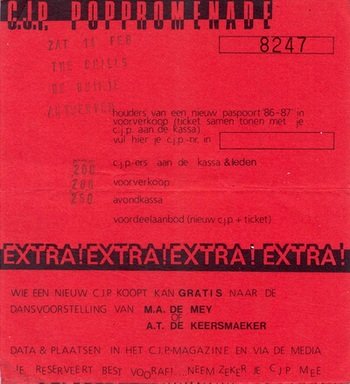 C.J.P. POPPROMENADE
ZAT 14 FEB
8247
THE CHILLS
DE
ANTWERPEN
houders van een nieuw paspoort '86-87' in
voorverkoop (ticket samen tonen met je
c.j.p. aan de kassa)
vul hier je c.j.p.-nr. in
200 c.j.p-ers aan de kassa & leden
200 voorverkoop
250 avondkassa
voordeelaanbod (nieuw c.j.p. + ticket)
EXTRA! EXTRA! EXTRA! EXTRA!
WIE EEN NIEUW C.J.P. KOOPT KAN GRATIS NAAR DE
DANSVOORSTELLING VAN M.A. DE MEY
OF
A.T. DE KEERSMAEKER
DATA & PLAATSEN IN HET C.J.P-MAGAZINE EN VIA DE MEDIA
JE RESERVEERT BEST VOORAF! NEEM ZEKER JE C.J.P. MEE